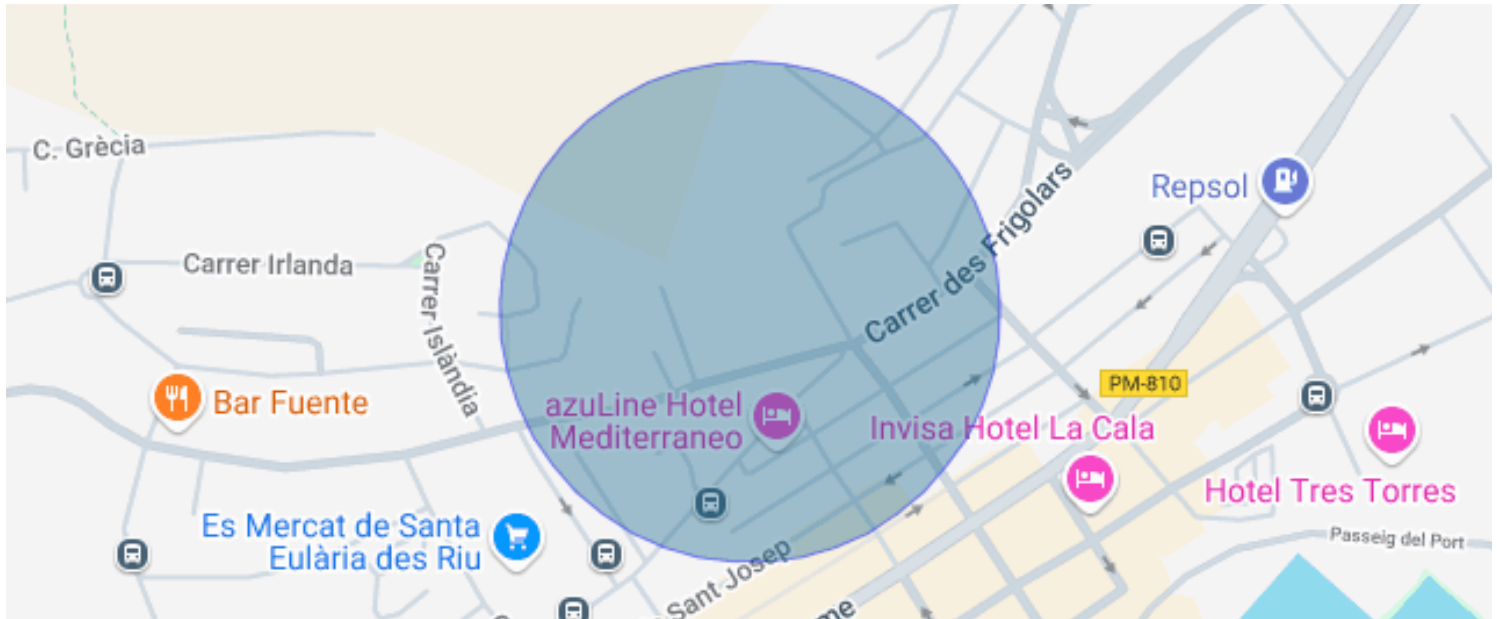 C. Grècia
Repsol
Carrer des Frigolars
Carrer Irlanda
Carrer Islàndia
PM-810
Bar Fuente
azuLine Hotel
Mediterraneo
Invisa Hotel La Cala
Hotel Tres Torres
Es Mercat de Santa
Eulària des Riu
Passeig del Port
Sant Josep